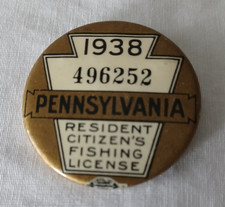 1938
496252
PENNSYLVANIA
RESIDENT
CITIZEN'S
FISHING
LICENSE